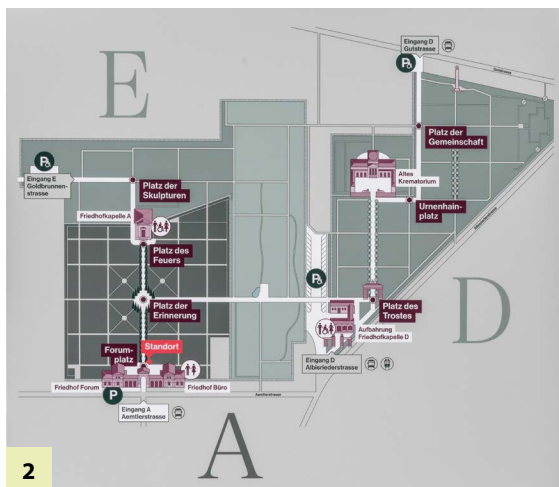 Eingang D
Gutstrasse
E
P
Gutstrasse
Platz der
Gemeinschaft
P
Altes
Krematorium
Eingang E
Goldbrunnen-
strasse
Platz der
Skulpturen
Urnenhain-
platz
Friedhofkapelle A
Platz des
Feuers
P
Platz der
Erinnerung
Platz des
Trostes
D
Aufbahrung
Friedhofkapelle D
Forum-
platz
Standort
Eingang D
Albisriederstrasse
Friedhof Forum
Friedhof Büro
P
Aemtlerstrasse
Eingang A
Aemtlerstrasse
A
2